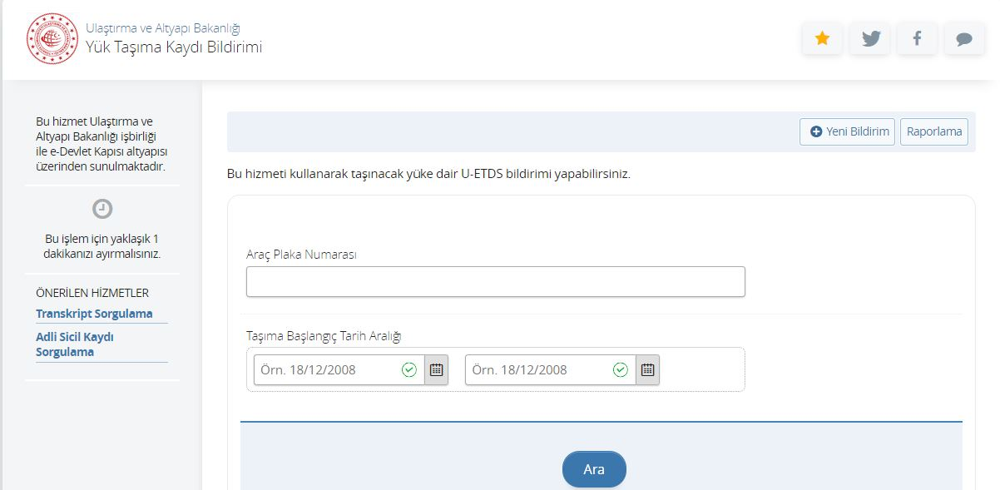 Ulaştırma ve Altyapı Bakanlığı
Yük Taşıma Kaydı Bildirimi
Bu hizmet Ulaştırma ve
Altyapı Bakanlığı işbirliği
ile e-Devlet Kapısı altyapısı
üzerinden sunulmaktadır.
Bu işlem için yaklaşık 1
dakikanızı ayırmalısınız.
ÖNERİLEN HİZMETLER
Transkript Sorgulama
Adli Sicil Kaydı
Sorgulama
Yeni Bildirim Raporlama
Bu hizmeti kullanarak taşınacak yüke dair U-ETDS bildirimi yapabilirsiniz.
Araç Plaka Numarası
Taşıma Başlangıç Tarih Aralığı
Örn. 18/12/2008 Örn. 18/12/2008
Ara